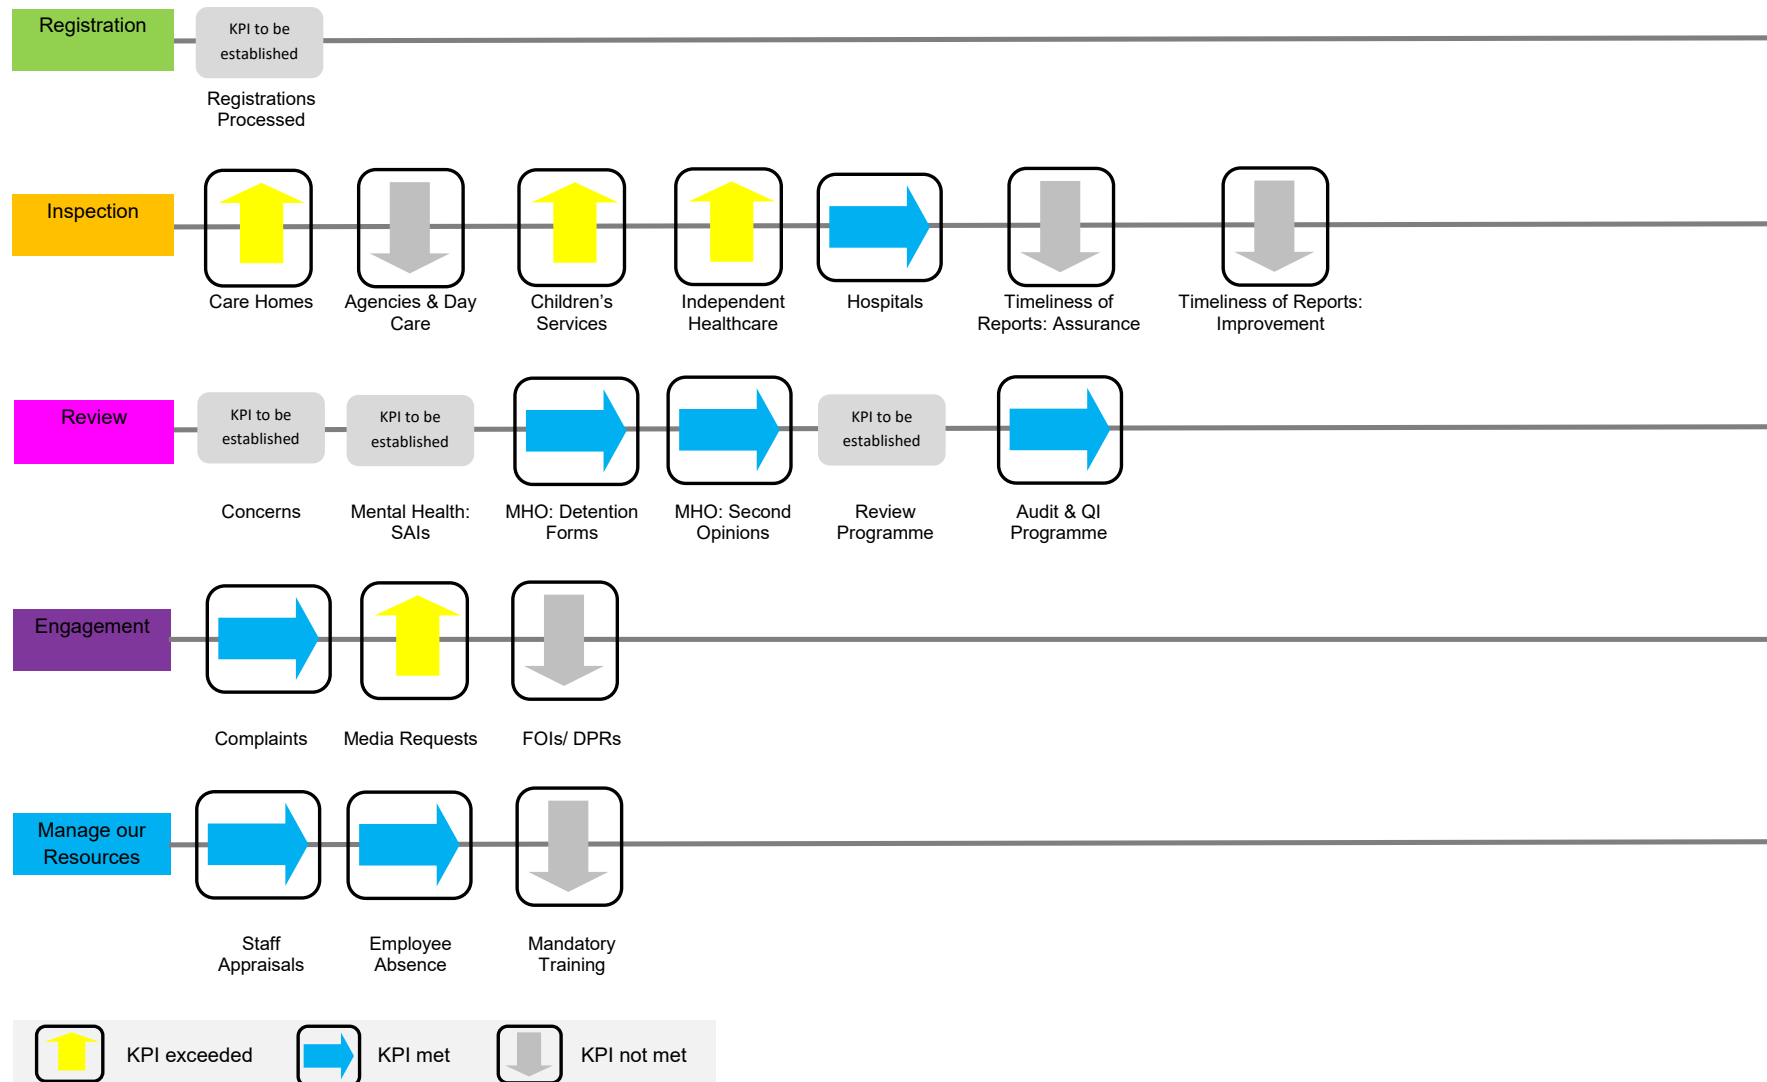 Registration
KPI to be
established
Registrations
Processed
Inspection
Care Homes
Agencies & Day
Care
Children’s
Services
Independent
Healthcare
Hospitals
Timeliness of
Reports: Assurance
Timeliness of Reports:
Improvement
Review
KPI to be
established
KPI to be
established
KPI to be
established
Concerns
Mental Health:
SAIs
MHO: Detention
Forms
MHO: Second
Opinions
Review
Programme
Audit & QI
Programme
Engagement
Complaints
Media Requests
FOIs/ DPRs
Manage our
Resources
Staff
Appraisals
Employee
Absence
Mandatory
Training
KPI exceeded
KPI met
KPI not met